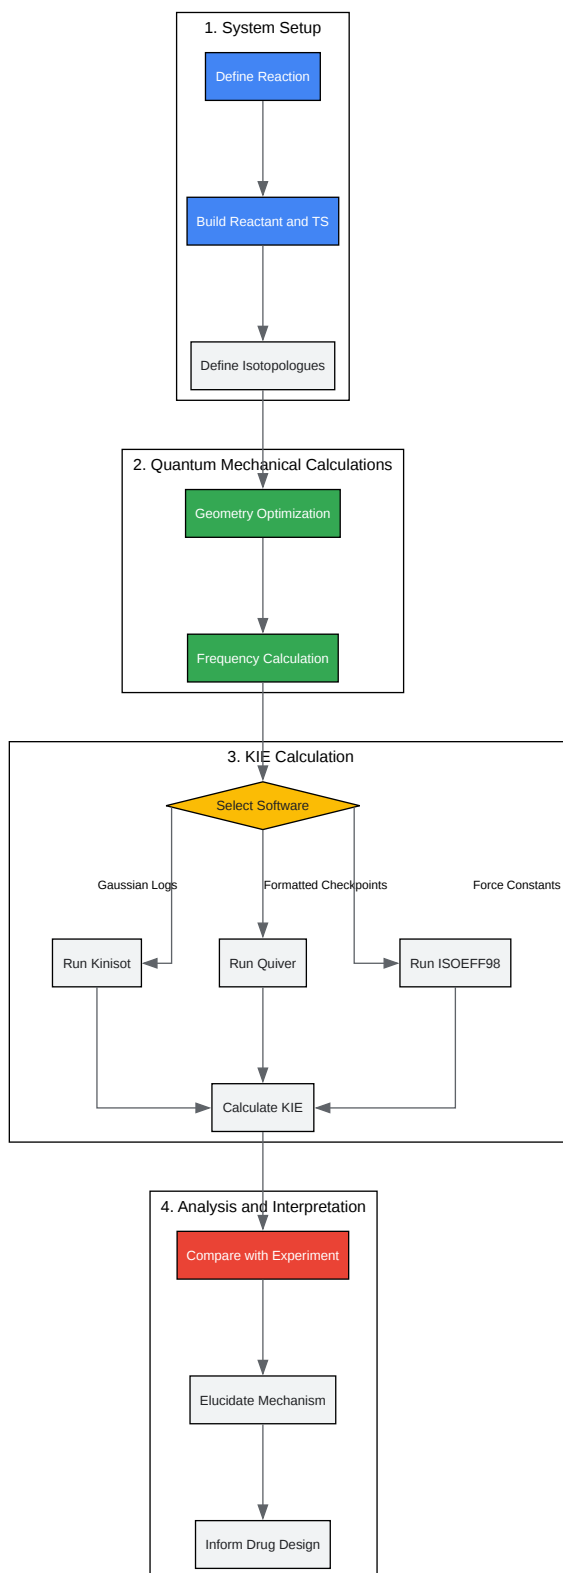 1. System Setup
Define Reaction
Build Reactant and TS
Define Isotopologues
2. Quantum Mechanical Calculations
Geometry Optimization
Frequency Calculation
3. KIE Calculation
Select Software
Gaussian Logs
Formatted Checkpoints
Force Constants
Run Kinisot
Run Quiver
Run ISOEFF98
Calculate KIE
4. Analysis and Interpretation
Compare with Experiment
Elucidate Mechanism
Inform Drug Design